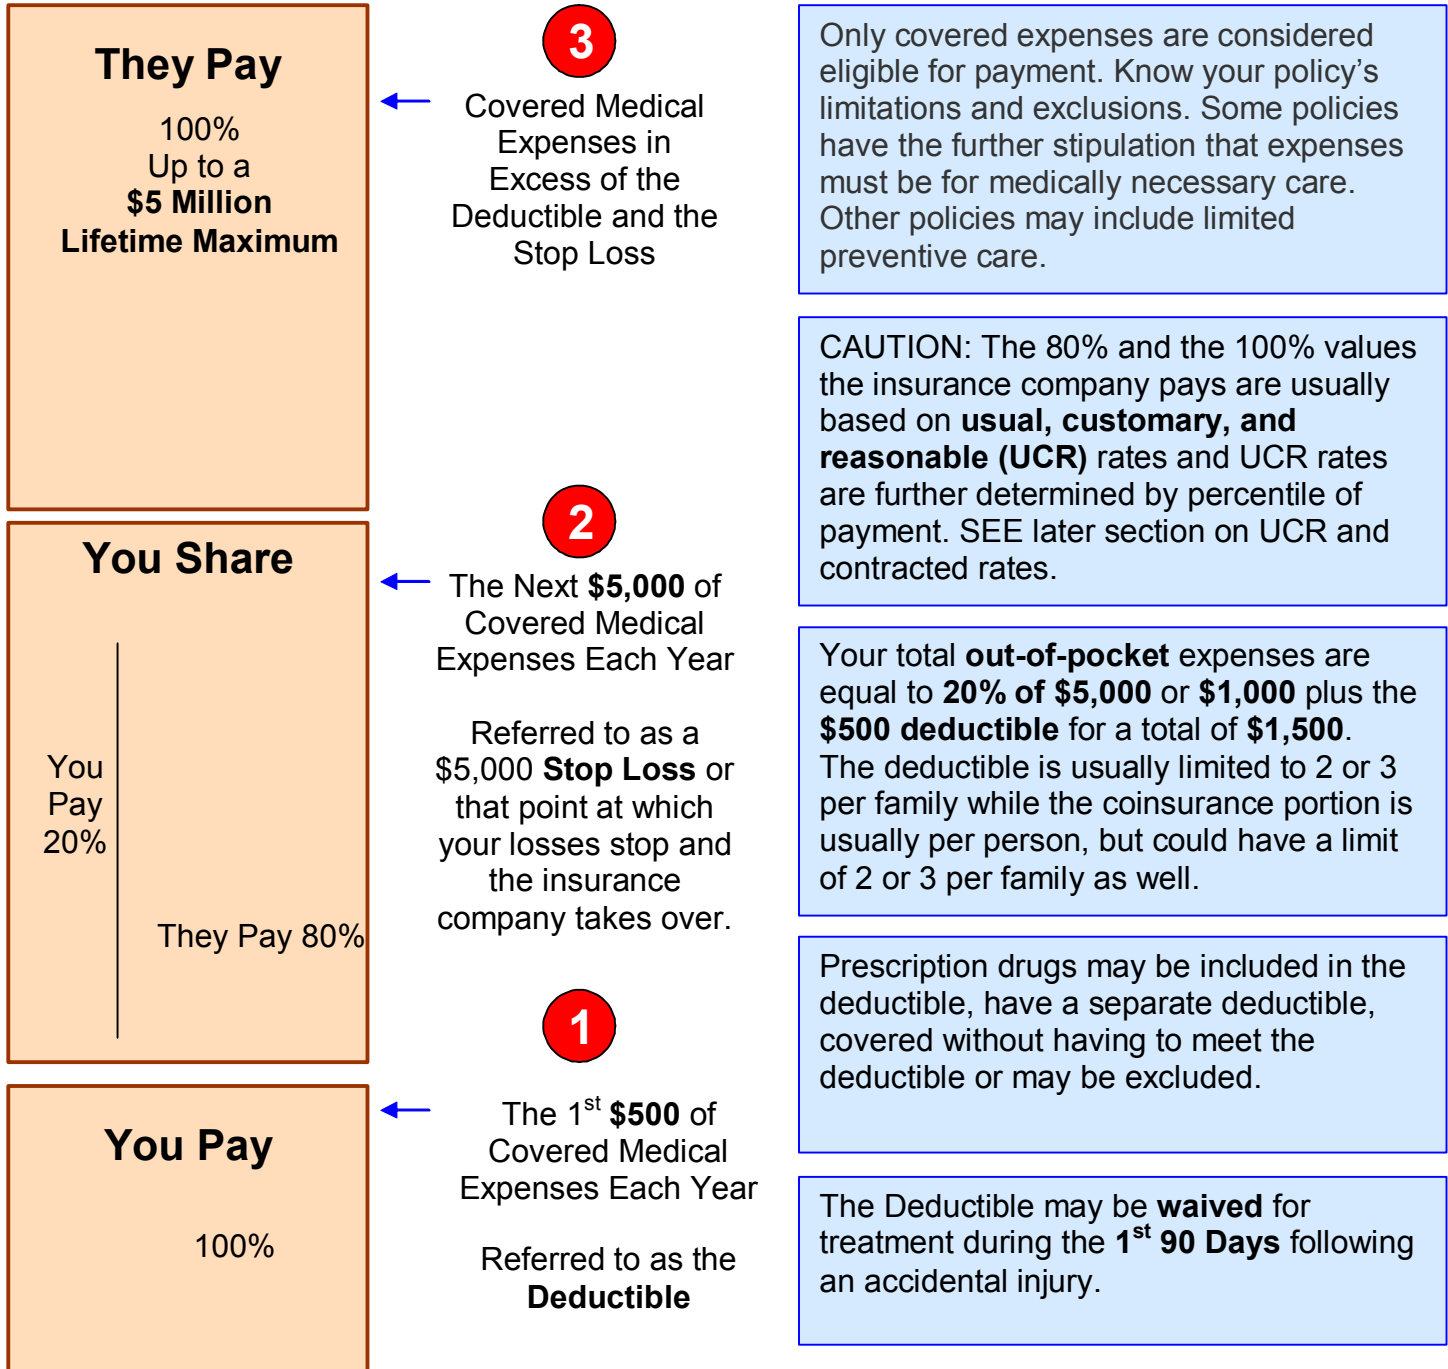 They Pay
100%
Up to a
$5 Million
Lifetime Maximum
3
Covered Medical
Expenses in
Excess of the
Deductible and the
Stop Loss
Only covered expenses are considered
eligible for payment. Know your policy’s
limitations and exclusions. Some policies
have the further stipulation that expenses
must be for medically necessary care.
Other policies may include limited
preventive care.
CAUTION: The 80% and the 100% values
the insurance company pays are usually
based on usual, customary, and
reasonable (UCR) rates and UCR rates
are further determined by percentile of
payment. SEE later section on UCR and
contracted rates.
You Share
You
Pay
20%
They Pay 80%
2
The Next $5,000 of
Covered Medical
Expenses Each Year
Referred to as a
$5,000 Stop Loss or
that point at which
your losses stop and
the insurance
company takes over.
Your total out-of-pocket expenses are
equal to 20% of $5,000 or $1,000 plus the
$500 deductible for a total of $1,500.
The deductible is usually limited to 2 or 3
per family while the coinsurance portion is
usually per person, but could have a limit
of 2 or 3 per family as well.
Prescription drugs may be included in the
deductible, have a separate deductible,
covered without having to meet the
deductible or may be excluded.
You Pay
100%
1
The 1st $500 of
Covered Medical
Expenses Each Year
Referred to as the
Deductible
The Deductible may be waived for
treatment during the 1st 90 Days following
an accidental injury.